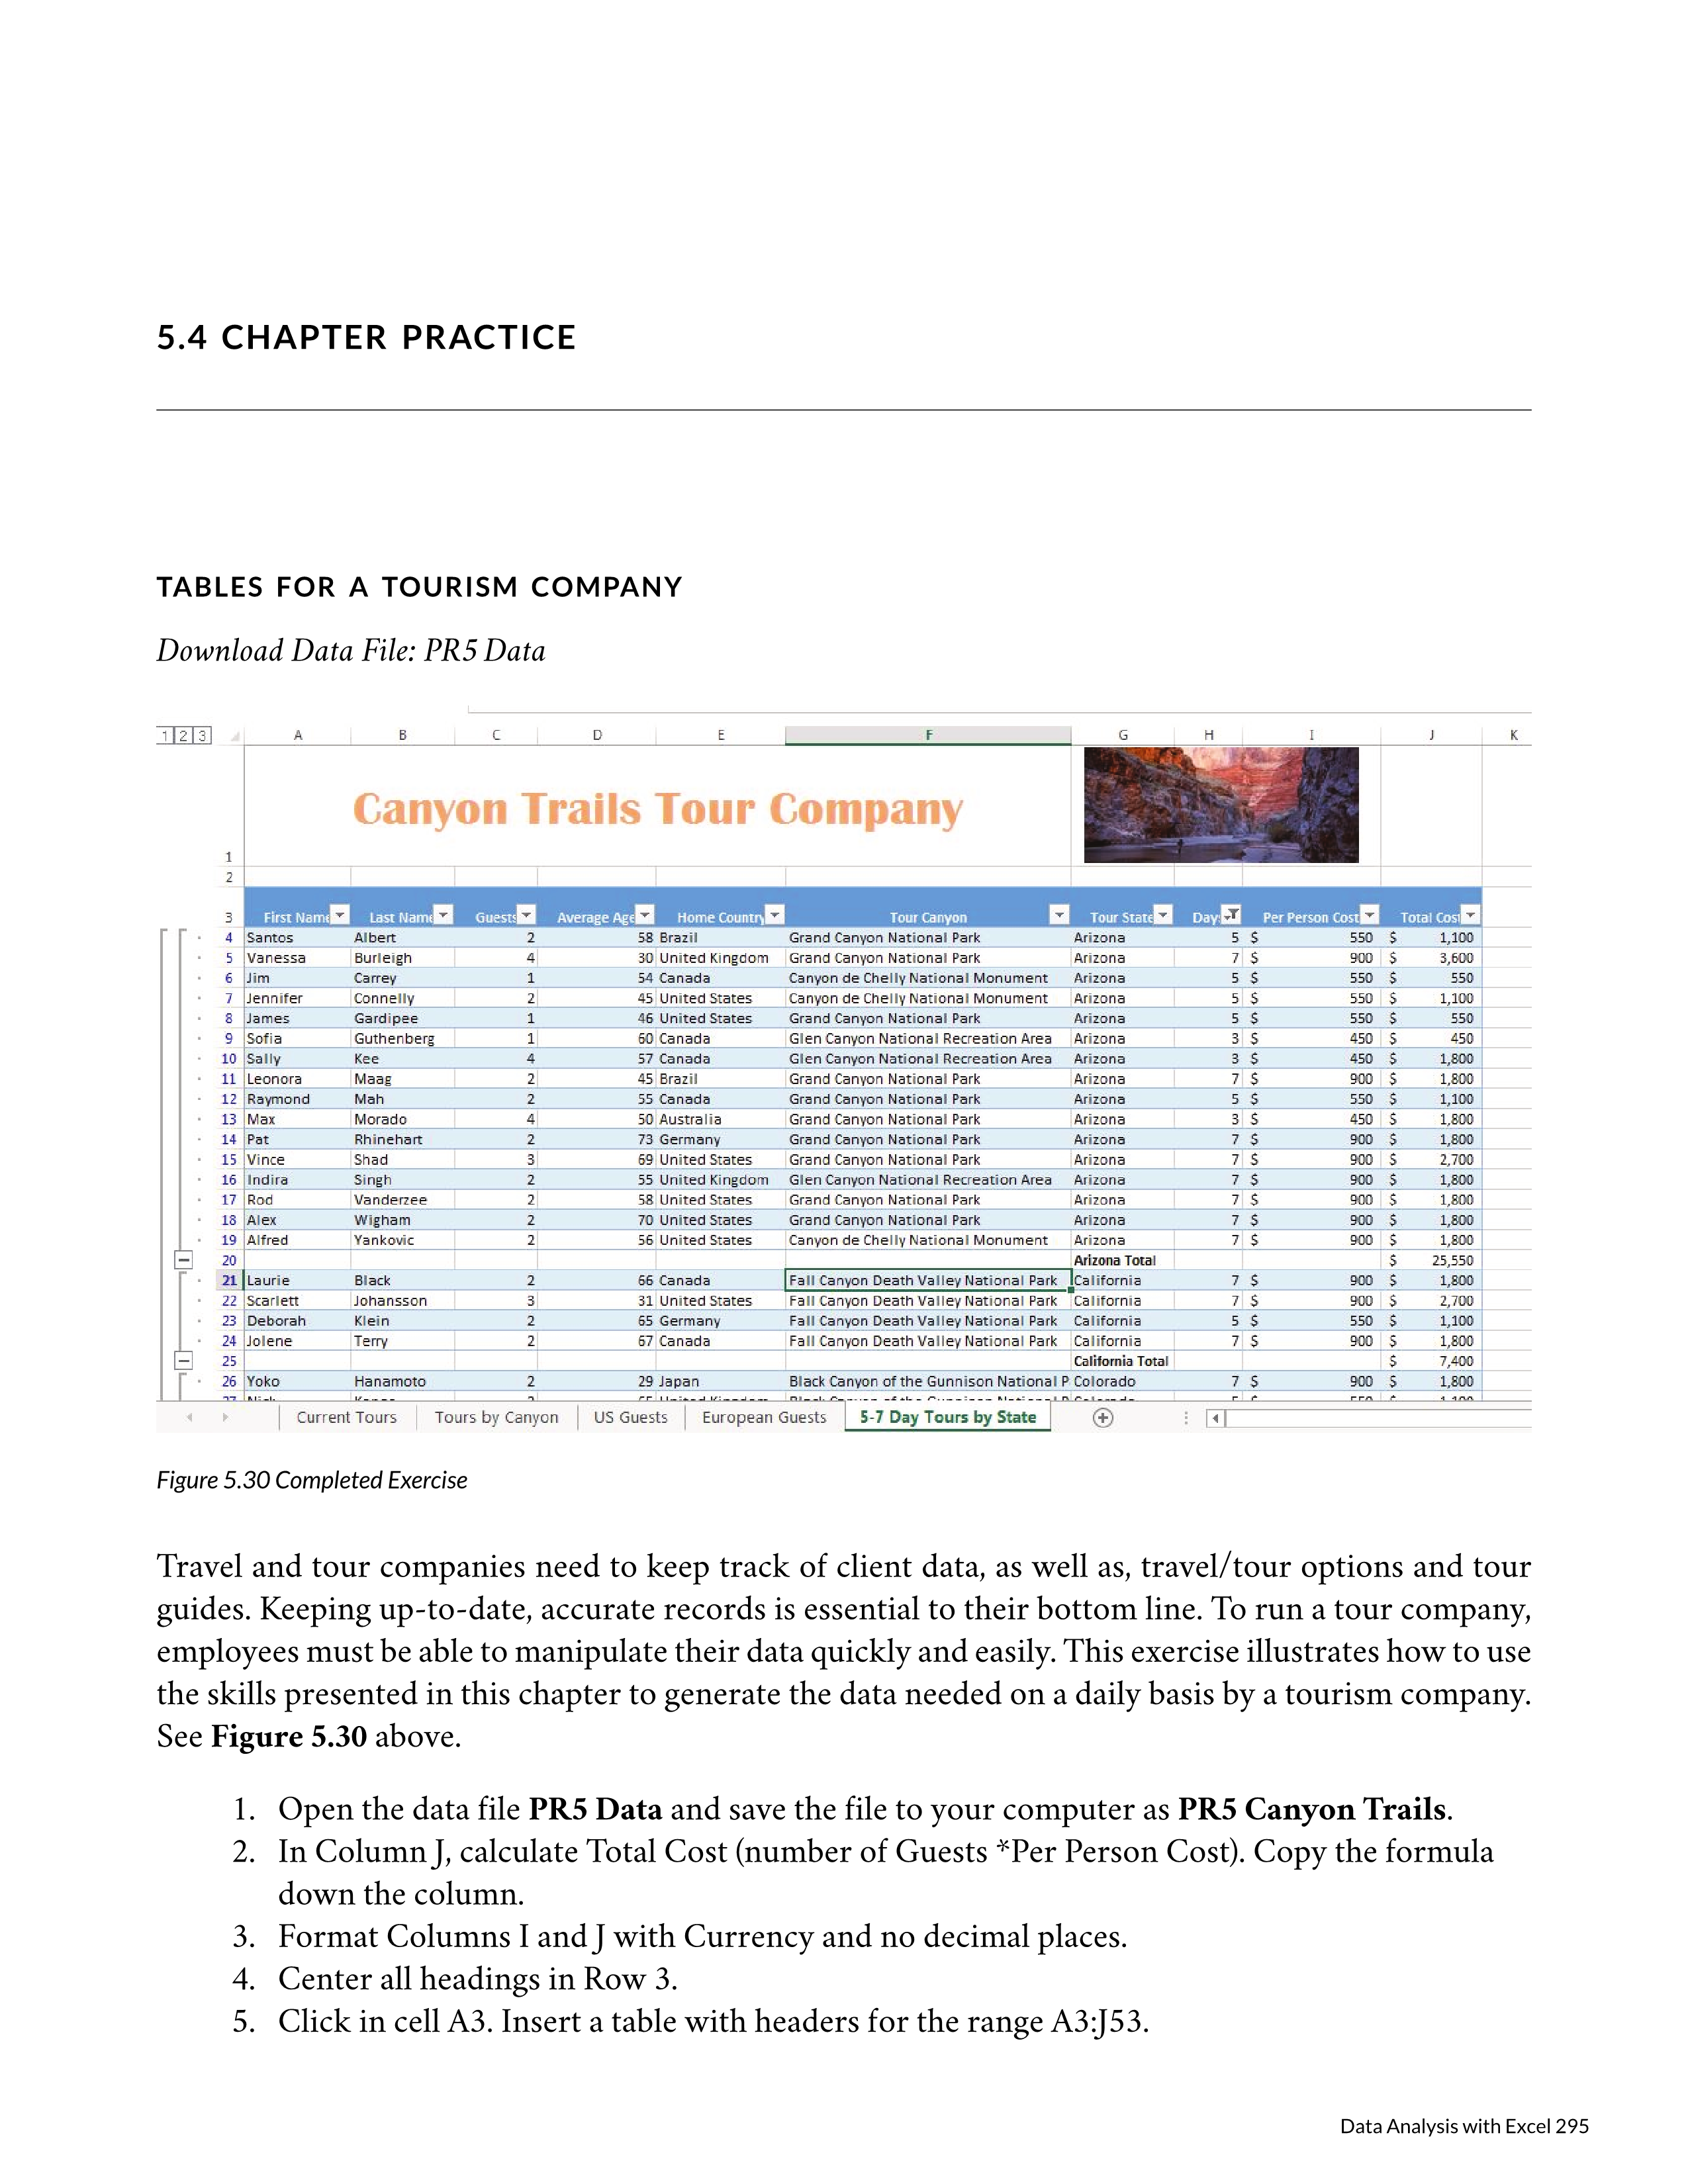 5.4 CHAPTER PRACTICE
TABLES FOR A TOURISM COMPANY
Download Data File: PR5 Data
1 2 3 A B C D E F G H I J K
Canyon Trails Tour Company
1
2
3 First Name Last Name Guests Average Age Home Country Tour Canyon Tour State Day Per Person Cost Total Cost
4 Santos Albert 2 58 Brazil Grand Canyon National Park Arizona 5 $ 550 $ 1,100
5 Vanessa Burleigh 4 30 United Kingdom Grand Canyon National Park Arizona 7 $ 900 $ 3,600
6 Jim Carrey 1 54 Canada Canyon de Chelly National Monument Arizona 5 $ 550 $ 550
7 Jennifer Connelly 2 45 United States Canyon de Chelly National Monument Arizona 5 $ 550 $ 1,100
8 James Gardipee 1 46 United States Grand Canyon National Park Arizona 5 $ 550 $ 550
9 Sofia Guthenberg 1 60 Canada Glen Canyon National Recreation Area Arizona 3 $ 450 $ 450
10 Sally Kee 4 57 Canada Glen Canyon National Recreation Area Arizona 3 $ 450 $ 1,800
11 Leonora Maag 2 45 Brazil Grand Canyon National Park Arizona 7 $ 900 $ 1,800
12 Raymond Mah 2 55 Canada Grand Canyon National Park Arizona 5 $ 550 $ 1,100
13 Max Morado 4 50 Australia Grand Canyon National Park Arizona 3 $ 450 $ 1,800
14 Pat Rhinehart 2 73 Germany Grand Canyon National Park Arizona 7 $ 900 $ 1,800
15 Vince Shad 3 69 United States Grand Canyon National Park Arizona 7 $ 900 $ 2,700
16 Indira Singh 2 55 United Kingdom Glen Canyon National Recreation Area Arizona 7 $ 900 $ 1,800
17 Rod Vanderzee 2 58 United States Grand Canyon National Park Arizona 7 $ 900 $ 1,800
18 Alex Wigham 2 70 United States Grand Canyon National Park Arizona 7 $ 900 $ 1,800
19 Alfred Yankovic 2 56 United States Canyon de Chelly National Monument Arizona 7 $ 900 $ 1,800
20 Arizona Total $ 25,550
21 Laurie Black 2 66 Canada Fall Canyon Death Valley National Park California 7 $ 900 $ 1,800
22 Scarlett Johansson 3 31 United States Fall Canyon Death Valley National Park California 7 $ 900 $ 2,700
23 Deborah Klein 2 65 Germany Fall Canyon Death Valley National Park California 5 $ 550 $ 1,100
24 Jolene Terry 2 67 Canada Fall Canyon Death Valley National Park California 7 $ 900 $ 1,800
25 California Total $ 7,400
26 Yoko Hanamoto 2 29 Japan Black Canyon of the Gunnison National P Colorado 7 $ 900 $ 1,800
Current Tours Tours by Canyon US Guests European Guests 5-7 Day Tours by State
Figure 5.30 Completed Exercise
Travel and tour companies need to keep track of client data, as well as, travel/tour options and tour
guides. Keeping up-to-date, accurate records is essential to their bottom line. To run a tour company,
employees must be able to manipulate their data quickly and easily. This exercise illustrates how to use
the skills presented in this chapter to generate the data needed on a daily basis by a tourism company.
See Figure 5.30 above.
1. Open the data file PR5 Data and save the file to your computer as PR5 Canyon Trails.
2. In Column J, calculate Total Cost (number of Guests *Per Person Cost). Copy the formula
down the column.
3. Format Columns I and J with Currency and no decimal places.
4. Center all headings in Row 3.
5. Click in cell A3. Insert a table with headers for the range A3:J53.
Data Analysis with Excel 295